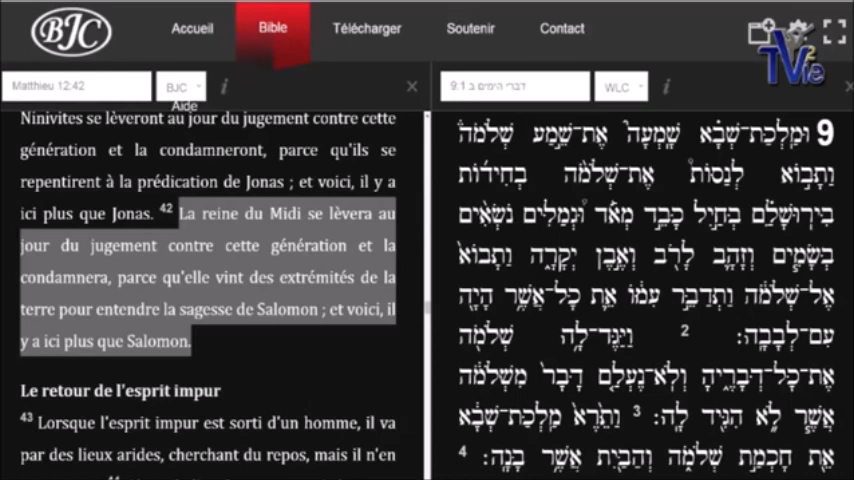 BJC
Accueil
Bible
Télécharger
Soutenir
Contact
TVie 2
Matthieu 12:42
BJC
Aide
דברי הימים ב 9:1
WLC
Ninivites se lèveront au jour du jugement contre cette
génération et la condamneront, parce qu'ils se
repentirent à la prédication de Jonas ; et voici, il y a
ici plus que Jonas. 42 La reine du Midi se lèvera au
jour du jugement contre cette génération et la
condamnera, parce qu'elle vint des extrémités de la
terre pour entendre la sagesse de Salomon ; et voici, il
y a ici plus que Salomon.
Le retour de l'esprit impur
43 Lorsque l'esprit impur est sorti d'un homme, il va
par des lieux arides, cherchant du repos, mais il n'en
9 וּמַֽלְכַּת־שְׁבָ֗א שָֽׁמְעָה֮ אֶת־שֵׁ֣מַע שְׁלֹמֹה֒
וַתָּב֣וֹא לְנַסּוֹת֩ אֶת־שְׁלֹמֹ֨ה בְחִיד֜וֹת
בִּירֽוּשָׁלִַ֗ם בְּחַ֣יִל כָּבֵ֣ד מְאֹ֡ד וּ֠גְמַלִּים נֹשְׂאִ֨ים
בְּשָׂמִ֧ים וְזָהָ֛ב לָרֹ֖ב וְאֶ֣בֶן יְקָרָ֑ה וַתָּבוֹא֙
אֶל־שְׁלֹמֹ֔ה וַתְּדַבֵּ֣ר עִמּ֔וֹ אֵ֛ת כָּל־אֲשֶׁ֥ר הָיָ֖ה
עִם־לְבָבָֽהּ׃ 2 וַיַּגֶּד־לָ֥הּ שְׁלֹמֹ֖ה
אֶת־כָּל־דְּבָרֶ֑יהָ וְלֹֽא־נֶעְלַ֤ם דָּבָר֙ מִשְּׁלֹמֹ֔ה
אֲשֶׁ֧ר לֹ֦א הִגִּ֖יד לָֽהּ׃ 3 וַתֵּ֙רֶא֙ מַֽלְכַּת־שְׁבָ֔א
אֵ֖ת חָכְמַ֣ת שְׁלֹמֹ֑ה וְהַבַּ֖יִת אֲשֶׁ֥ר בָּנָֽה׃ 4